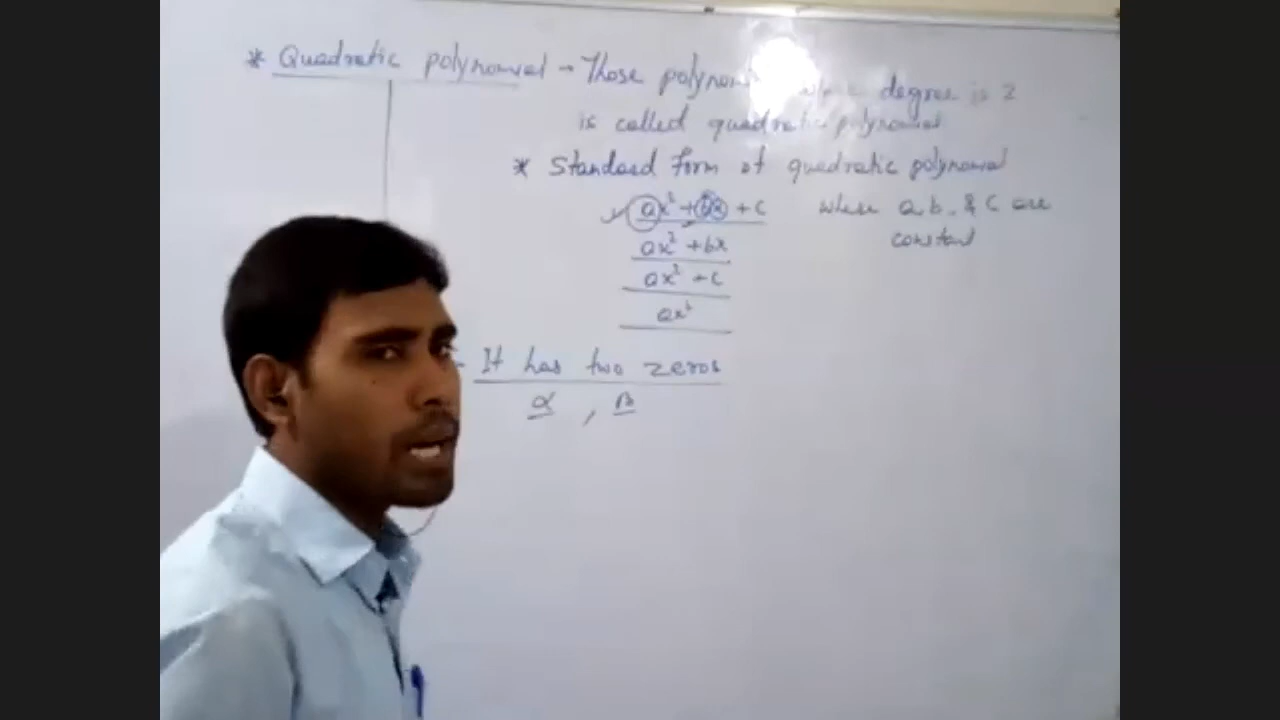 * Quadratic polynomial - Those polynomial degree is 2
is called quadratic polynomial
* Standard form of quadratic polynomial
ax² + bx + c where a, b, & c are
constant
ax² + bx
ax² + c
ax²
- It has two zeros
α , β